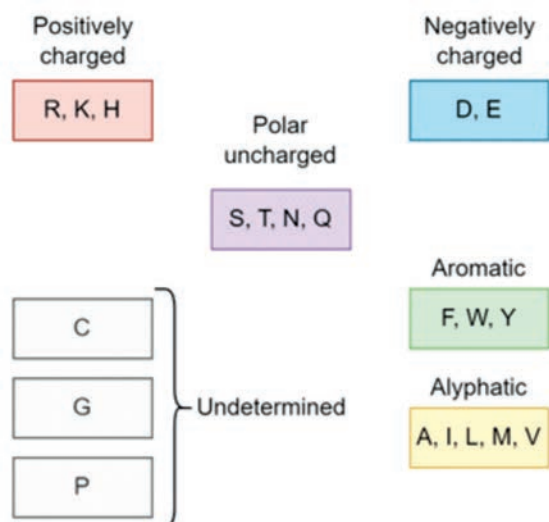 Positively
charged
R, K, H
Negatively
charged
D, E
Polar
uncharged
S, T, N, Q
Aromatic
F, W, Y
Alyphatic
A, I, L, M, V
C
G
P
Undetermined